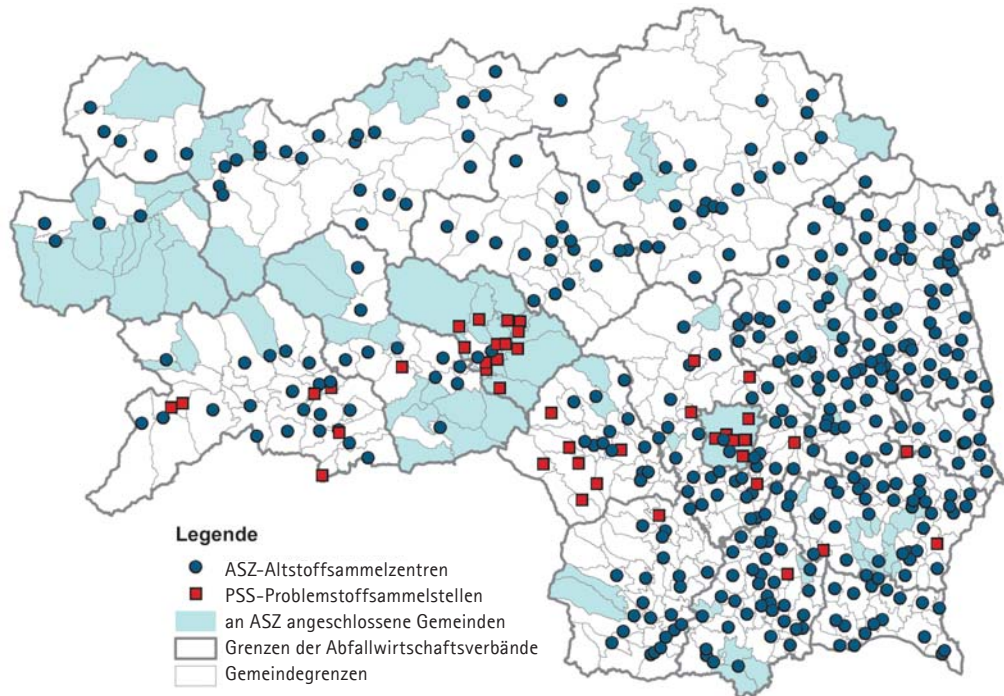 Legende
ASZ-Altstoffsammelzentren
PSS-Problemstoffsammelstellen
an ASZ angeschlossene Gemeinden
Grenzen der Abfallwirtschaftsverbände
Gemeindegrenzen